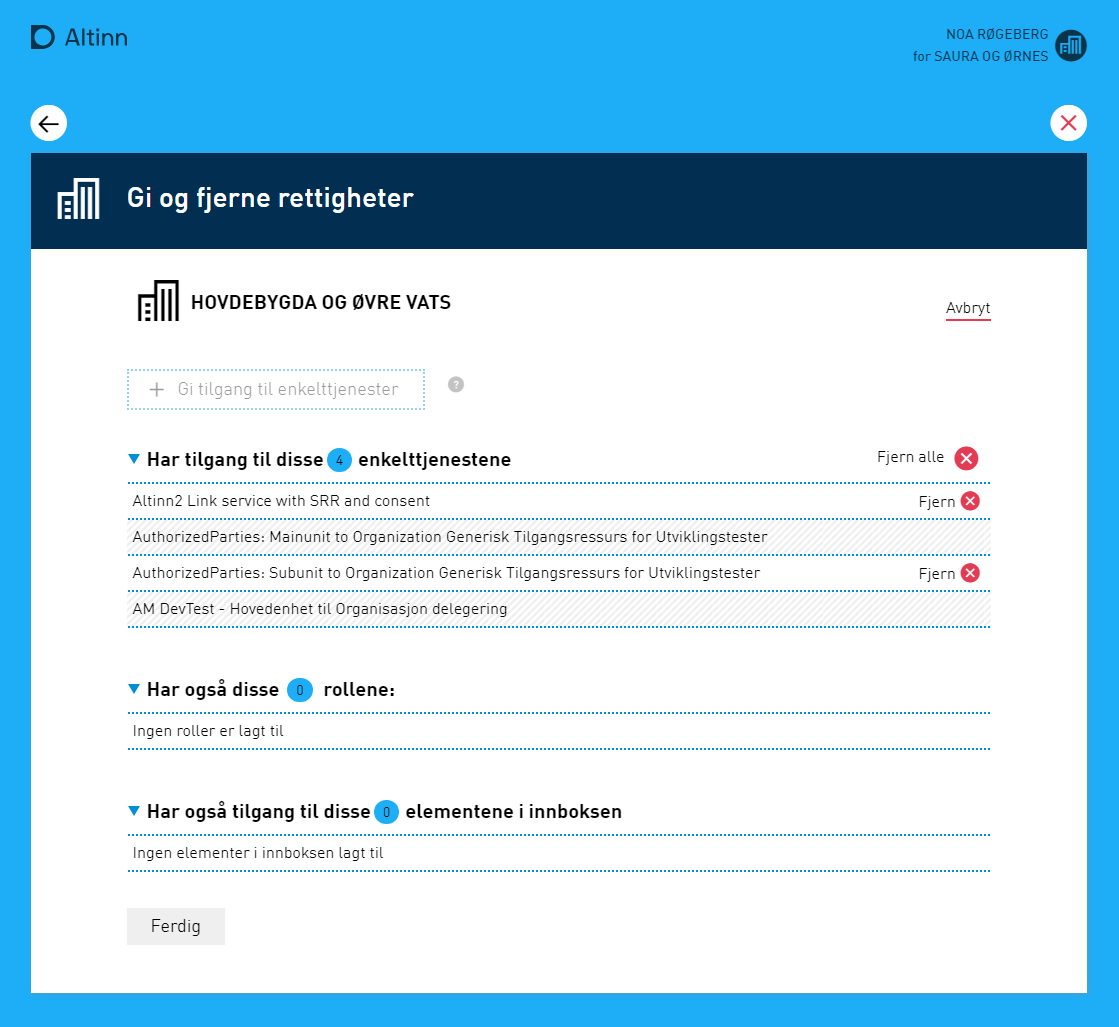 Altinn
NOA RØGEBERG
for SAURA OG ØRNES
Gi og fjerne rettigheter
HOVDEBYGDA OG ØVRE VATS
Avbryt
+ Gi tilgang til enkelttjenester ?
Har tilgang til disse 4 enkelttjenestene Fjern alle
Altinn2 Link service with SRR and consent Fjern
AuthorizedParties: Mainunit to Organization Generisk Tilgangsressurs for Utviklingstester
AuthorizedParties: Subunit to Organization Generisk Tilgangsressurs for Utviklingstester Fjern
AM DevTest - Hovedenhet til Organisasjon delegering
Har også disse 0 rollene:
Ingen roller er lagt til
Har også tilgang til disse 0 elementene i innboksen
Ingen elementer i innboksen lagt til
Ferdig